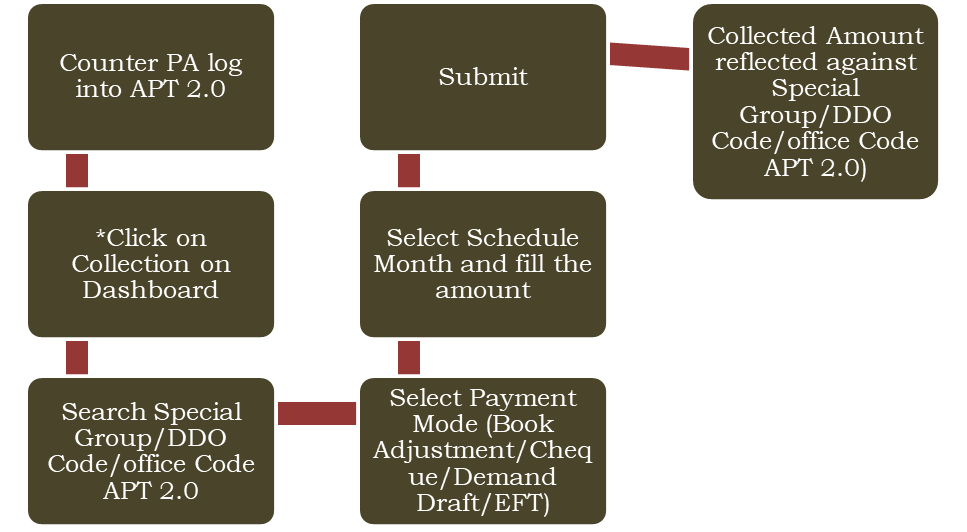 Counter PA log
into APT 2.0
*Click on
Collection on
Dashboard
Search Special
Group/DDO
Code/office Code
APT 2.0
Select Payment
Mode (Book
Adjustment/Cheq
ue/Demand
Draft/EFT)
Select Schedule
Month and fill the
amount
Submit
Collected Amount
reflected against
Special
Group/DDO
Code/office Code
APT 2.0)